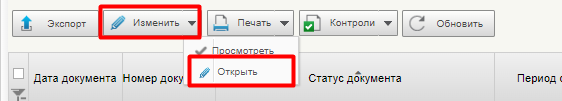 Экспорт Изменить Печать Контроли Обновить
Просмотреть
Открыть
Дата документа Номер доку Статус документа Период с